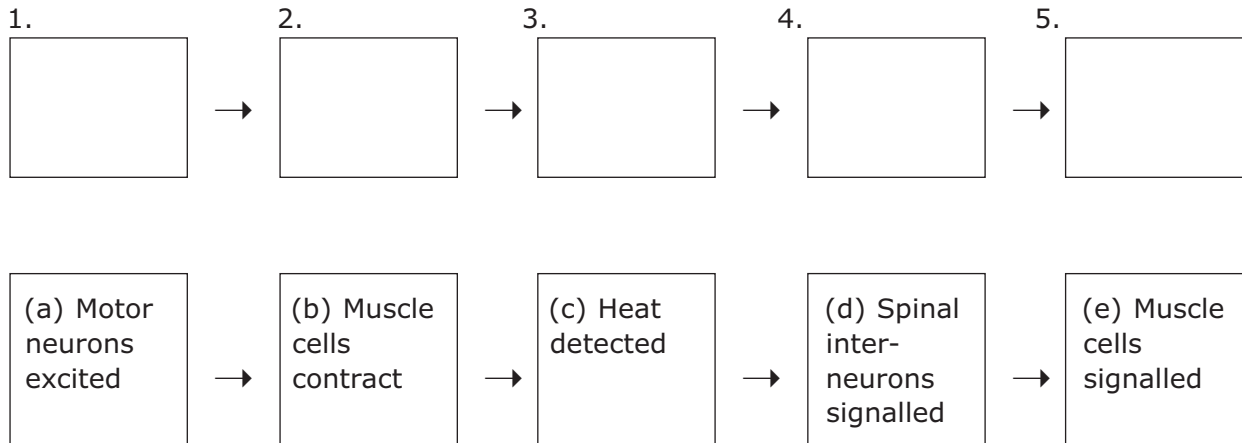 1. 2. 3. 4. 5.
(a) Motor
neurons
excited
(b) Muscle
cells
contract
(c) Heat
detected
(d) Spinal
inter-
neurons
signalled
(e) Muscle
cells
signalled